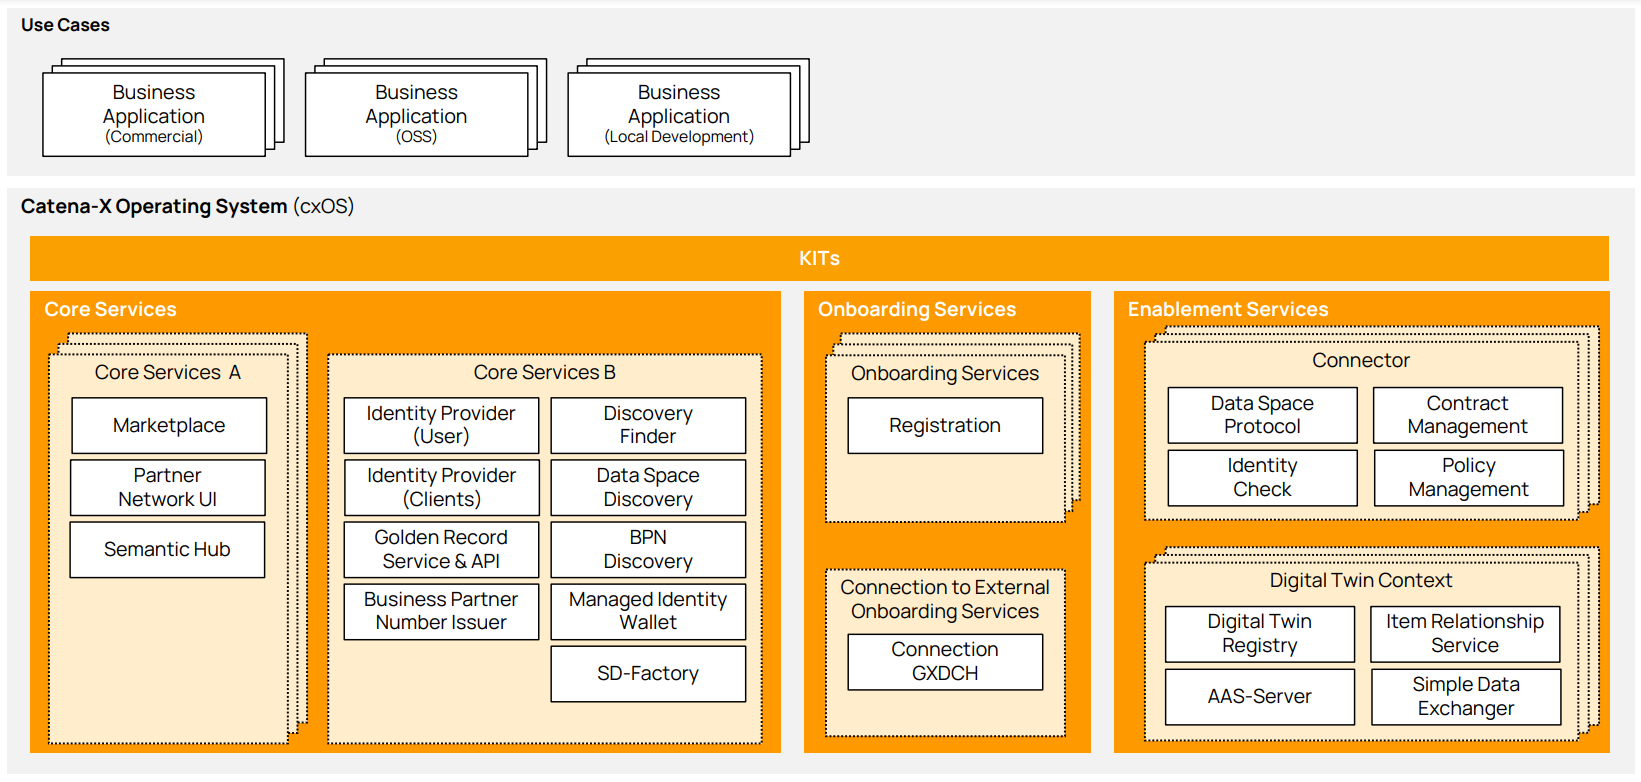 Use Cases
Business
Application
(Commercial)
Business
Application
(OSS)
Business
Application
(Local Development)
Catena-X Operating System (cxOS)
KITs
Core Services
Core Services A
Marketplace
Partner
Network UI
Semantic Hub
Core Services B
Identity Provider
(User)
Discovery
Finder
Identity Provider
(Clients)
Data Space
Discovery
Golden Record
Service & API
BPN
Discovery
Business Partner
Number Issuer
Managed Identity
Wallet
SD-Factory
Onboarding Services
Onboarding Services
Registration
Connection to External
Onboarding Services
Connection
GXDCH
Enablement Services
Connector
Data Space
Protocol
Contract
Management
Identity
Check
Policy
Management
Digital Twin Context
Digital Twin
Registry
Item Relationship
Service
AAS-Server
Simple Data
Exchanger